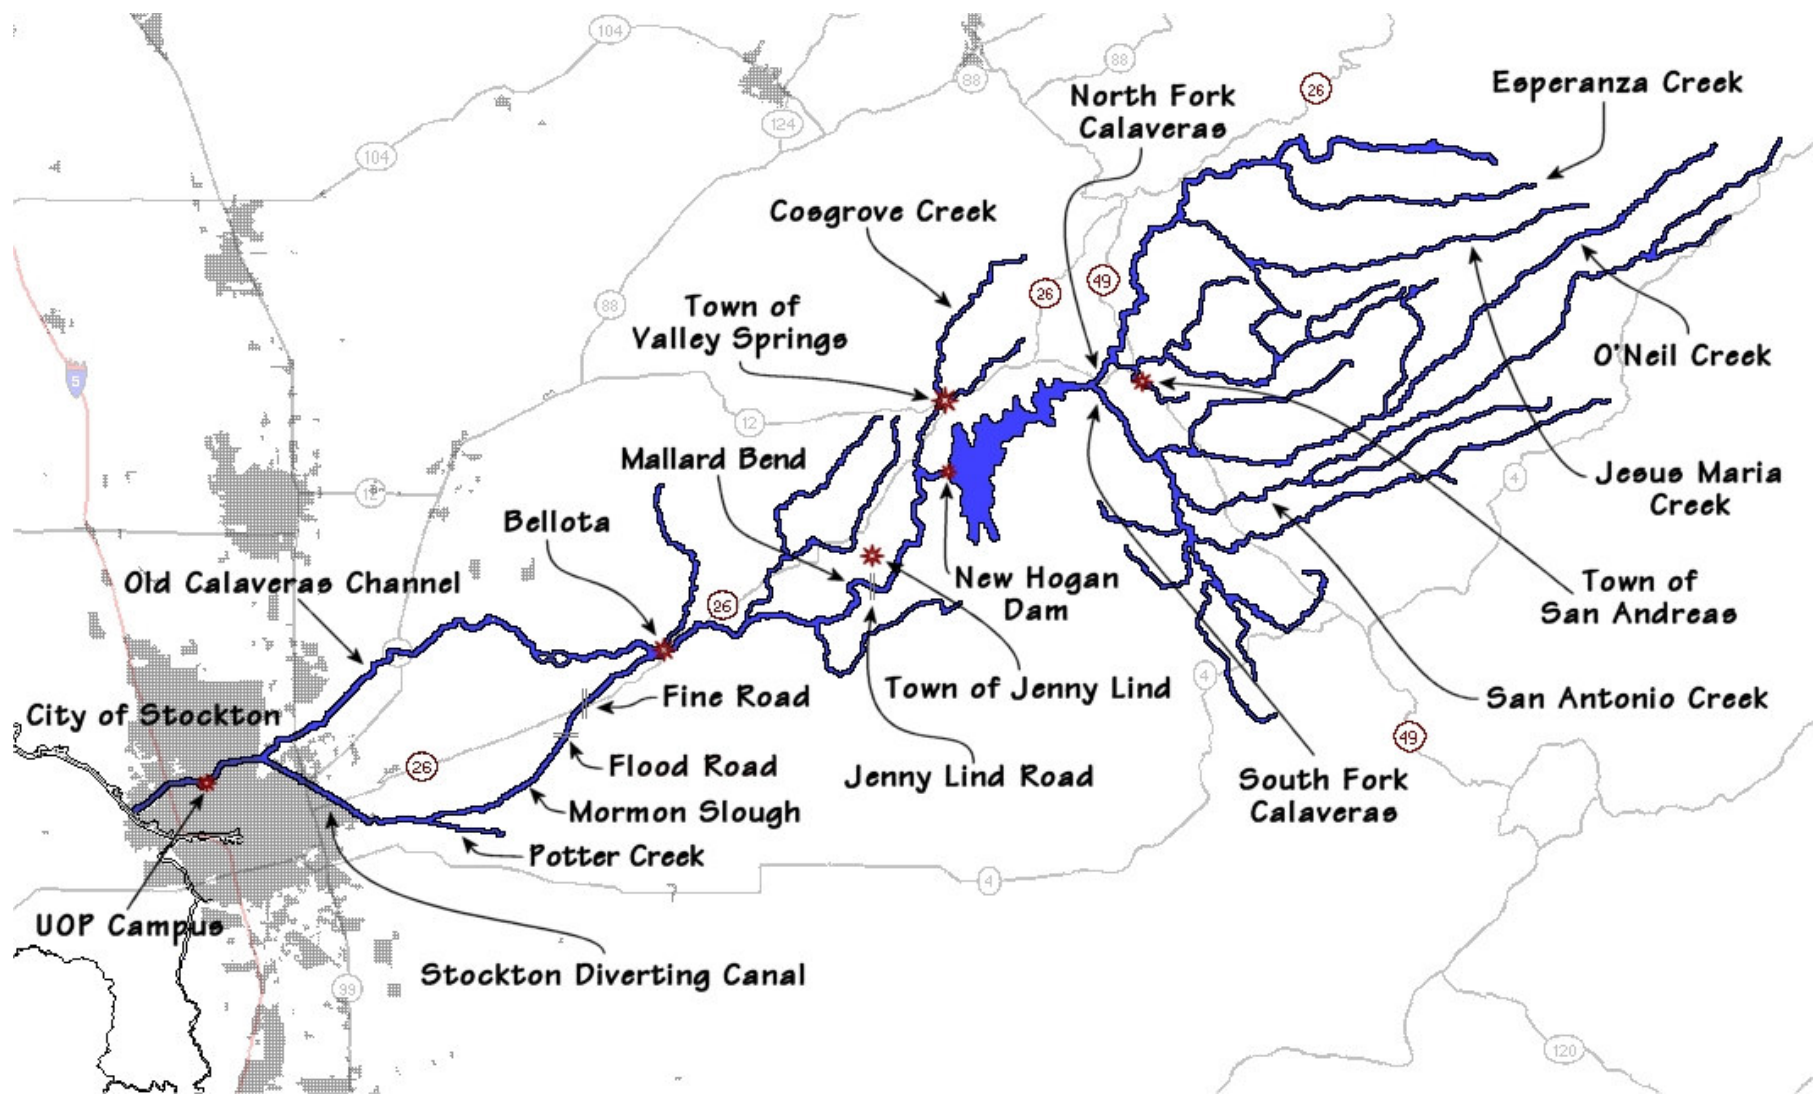 104
88
88
26
Esperanza Creek
North Fork
Calaveras
124
104
Cosgrove Creek
49
26
88
Town of
Valley Springs
O'Neil Creek
5
12
Mallard Bend
Jesus Maria
Creek
4
12
Bellota
Old Calaveras Channel
New Hogan
Dam
Town of
San Andreas
26
4
Town of Jenny Lind
San Antonio Creek
Fine Road
City of Stockton
49
26
Flood Road
Jenny Lind Road
South Fork
Calaveras
Mormon Slough
Potter Creek
4
UOP Campus
Stockton Diverting Canal
99
120